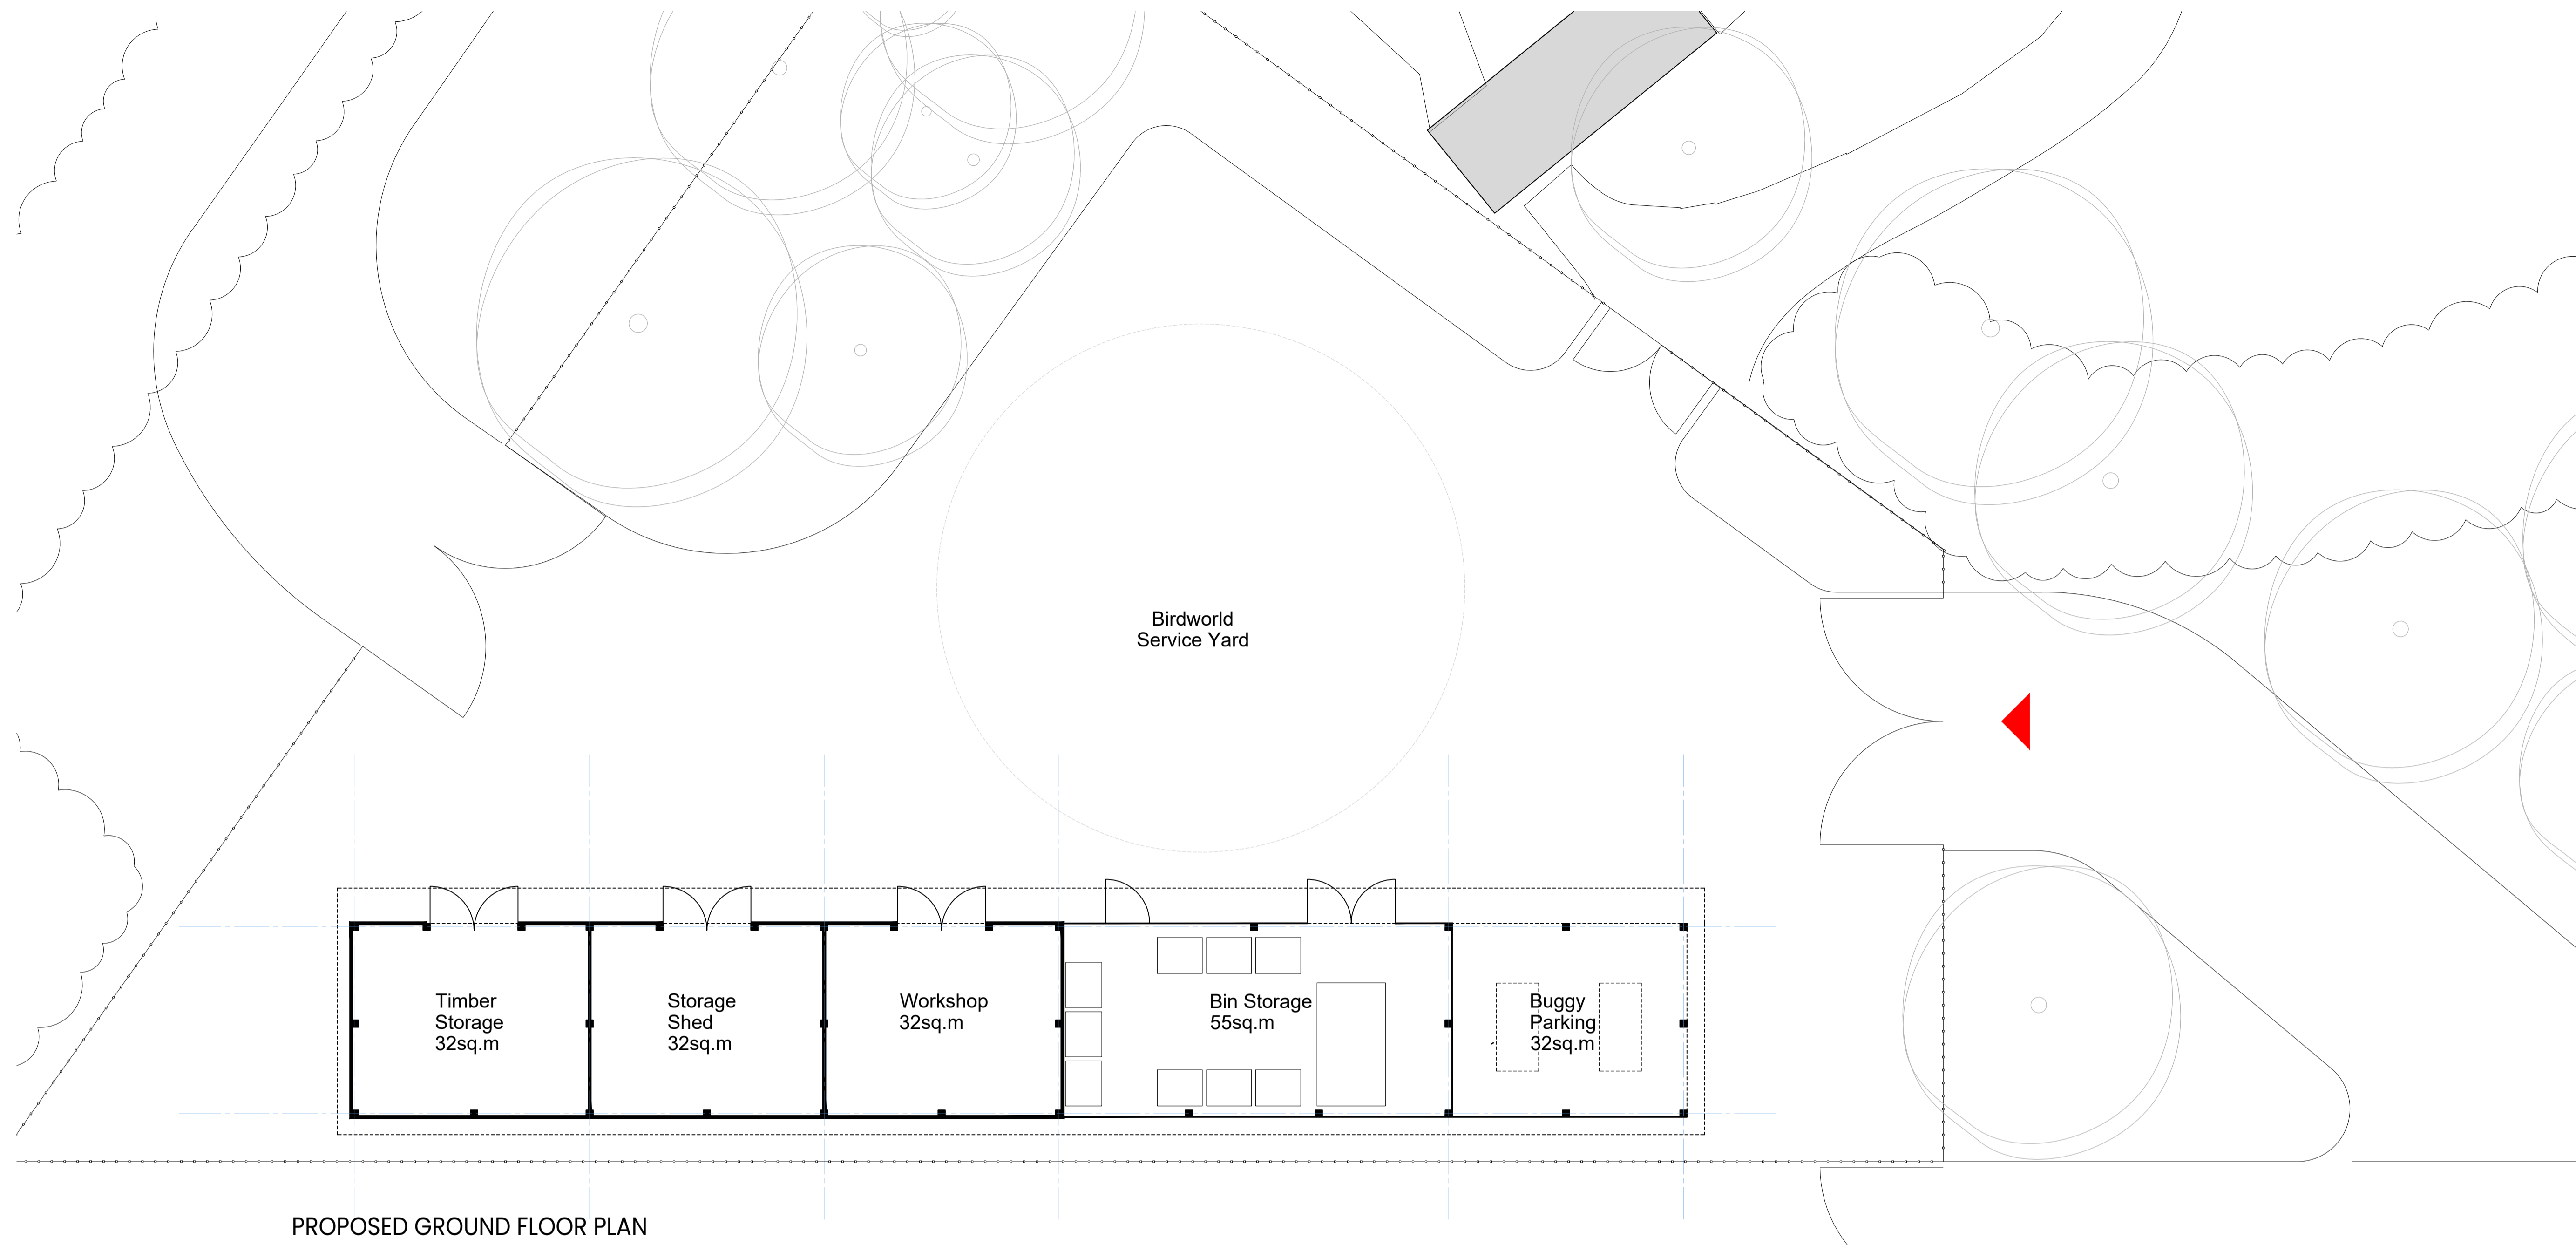 Birdworld
Service Yard
Timber
Storage
32sq.m
Storage
Shed
32sq.m
Workshop
32sq.m
Bin Storage
55sq.m
Buggy
Parking
32sq.m
PROPOSED GROUND FLOOR PLAN